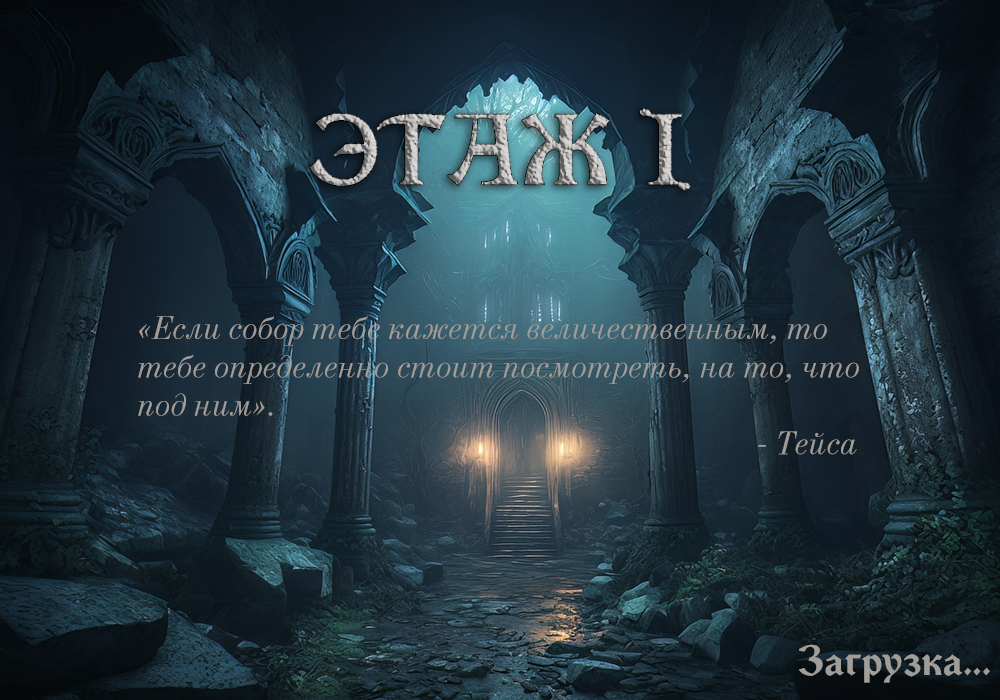 ЭТАЖ I
«Если собор тебе кажется величественным, то
тебе определенно стоит посмотреть, на то, что
под ним».
- Тейса
Загрузка...